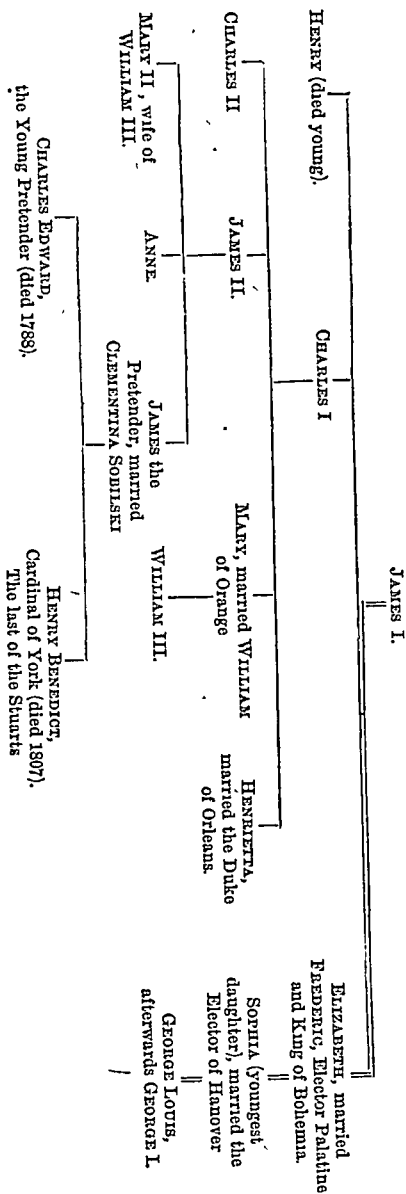 JAMES I.
HENRY (died young).
CHARLES I
ELIZABETH, married
FREDERIC, Elector Palatine
and King of Bohemia.
CHARLES II
JAMES II.
MARY, married WILLIAM
of Orange
HENRIETTA,
married the Duke
of Orleans.
SOPHIA (youngest
daughter), married the
Elector of Hanover
MARY II, wife of
WILLIAM III.
ANNE.
JAMES the
Pretender, married
CLEMENTINA SOBILSKI
WILLIAM III.
GEORGE LOUIS,
afterwards GEORGE I.
CHARLES EDWARD,
the Young Pretender (died 1788).
HENRY BENEDICT,
Cardinal of York (died 1807).
The last of the Stuarts